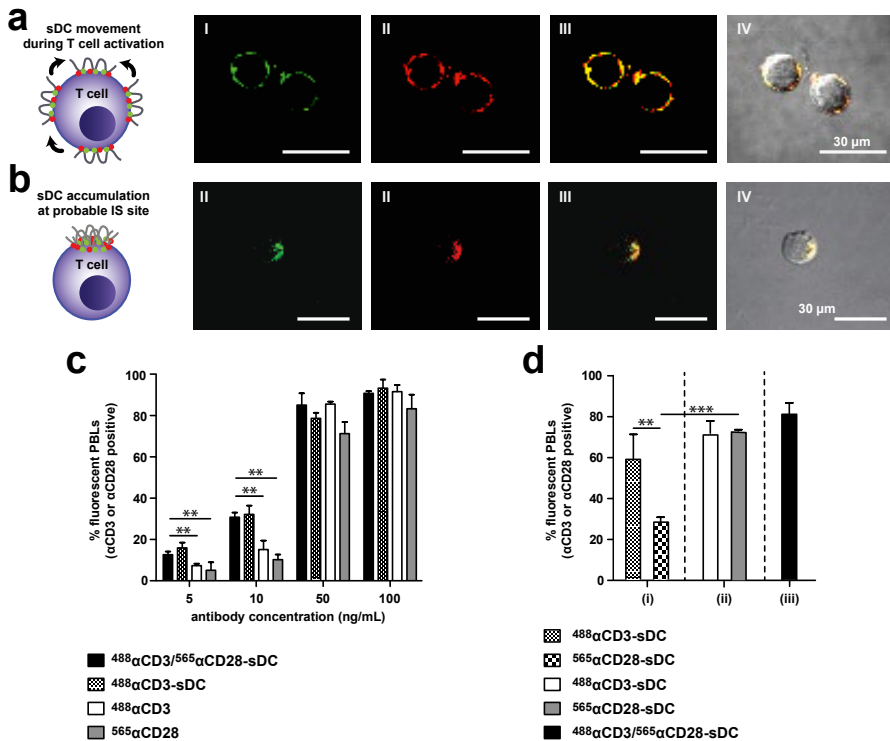 a
sDC movement
during T cell activation
T cell
I
II
III
IV
30 µm
b
sDC accumulation
at probable IS site
T cell
II
II
III
IV
30 µm
c
% fluorescent PBLs
(αCD3 or αCD28 positive)
100
80
60
40
20
0
**
**
**
**
5
10
50
100
antibody concentration (ng/mL)
488αCD3/565αCD28-sDC
488αCD3-sDC
488αCD3
565αCD28
d
% fluorescent PBLs
(αCD3 or αCD28 positive)
100
80
60
40
20
0
**
***
(i)
(ii)
(iii)
488αCD3-sDC
565αCD28-sDC
488αCD3-sDC
565αCD28-sDC
488αCD3/565αCD28-sDC